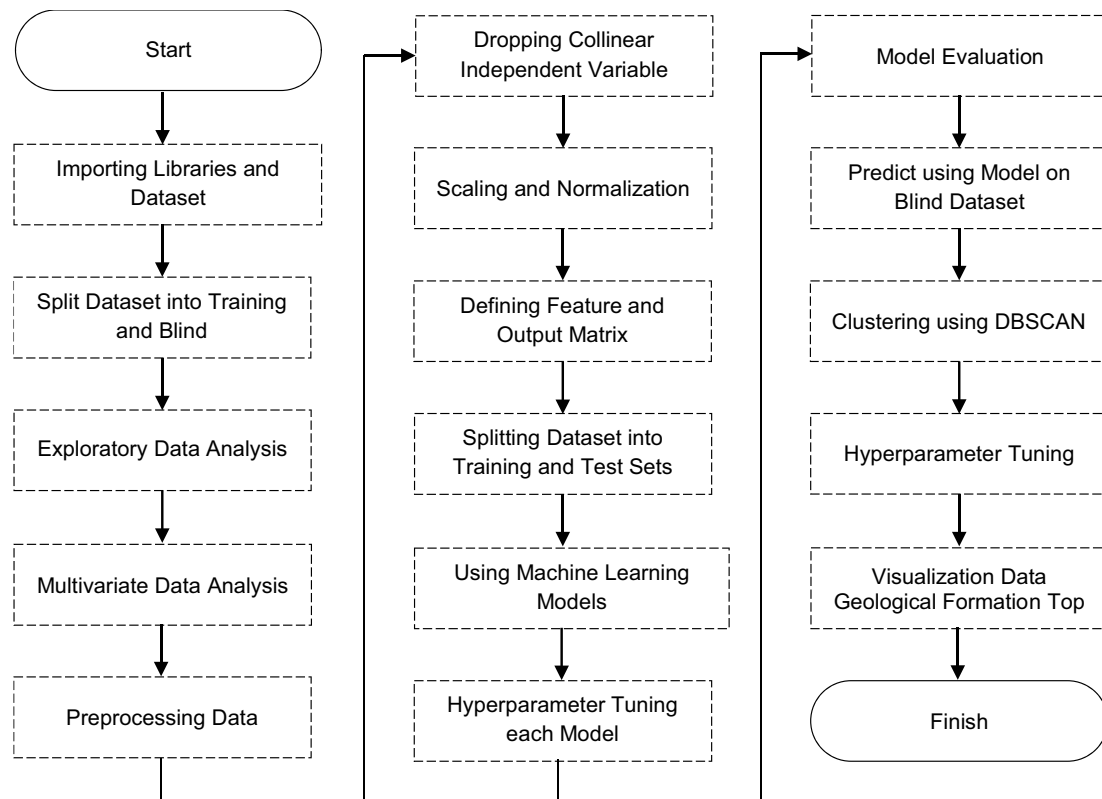 Start
Importing Libraries and
Dataset
Split Dataset into Training
and Blind
Exploratory Data Analysis
Multivariate Data Analysis
Preprocessing Data
Dropping Collinear
Independent Variable
Scaling and Normalization
Defining Feature and
Output Matrix
Splitting Dataset into
Training and Test Sets
Using Machine Learning
Models
Hyperparameter Tuning
each Model
Model Evaluation
Predict using Model on
Blind Dataset
Clustering using DBSCAN
Hyperparameter Tuning
Visualization Data
Geological Formation Top
Finish